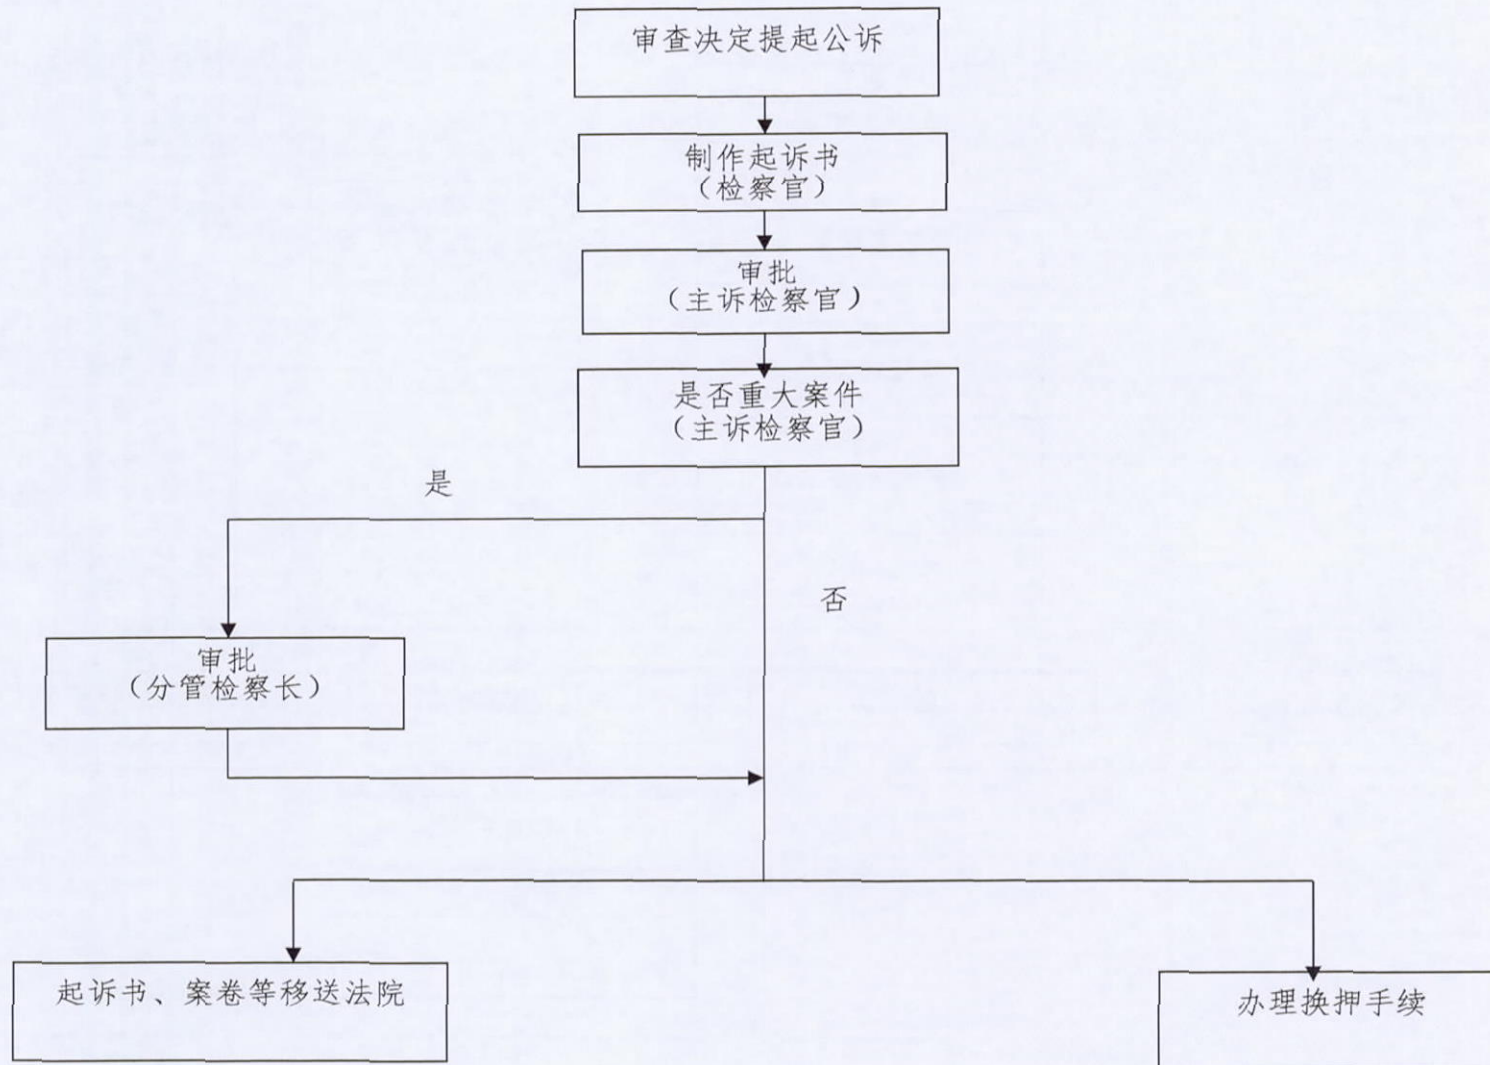 审查决定提起公诉
制作起诉书
（检察官）
审批
（主诉检察官）
是否重大案件
（主诉检察官）
是
否
审批
（分管检察长）
起诉书、案卷等移送法院
办理换押手续